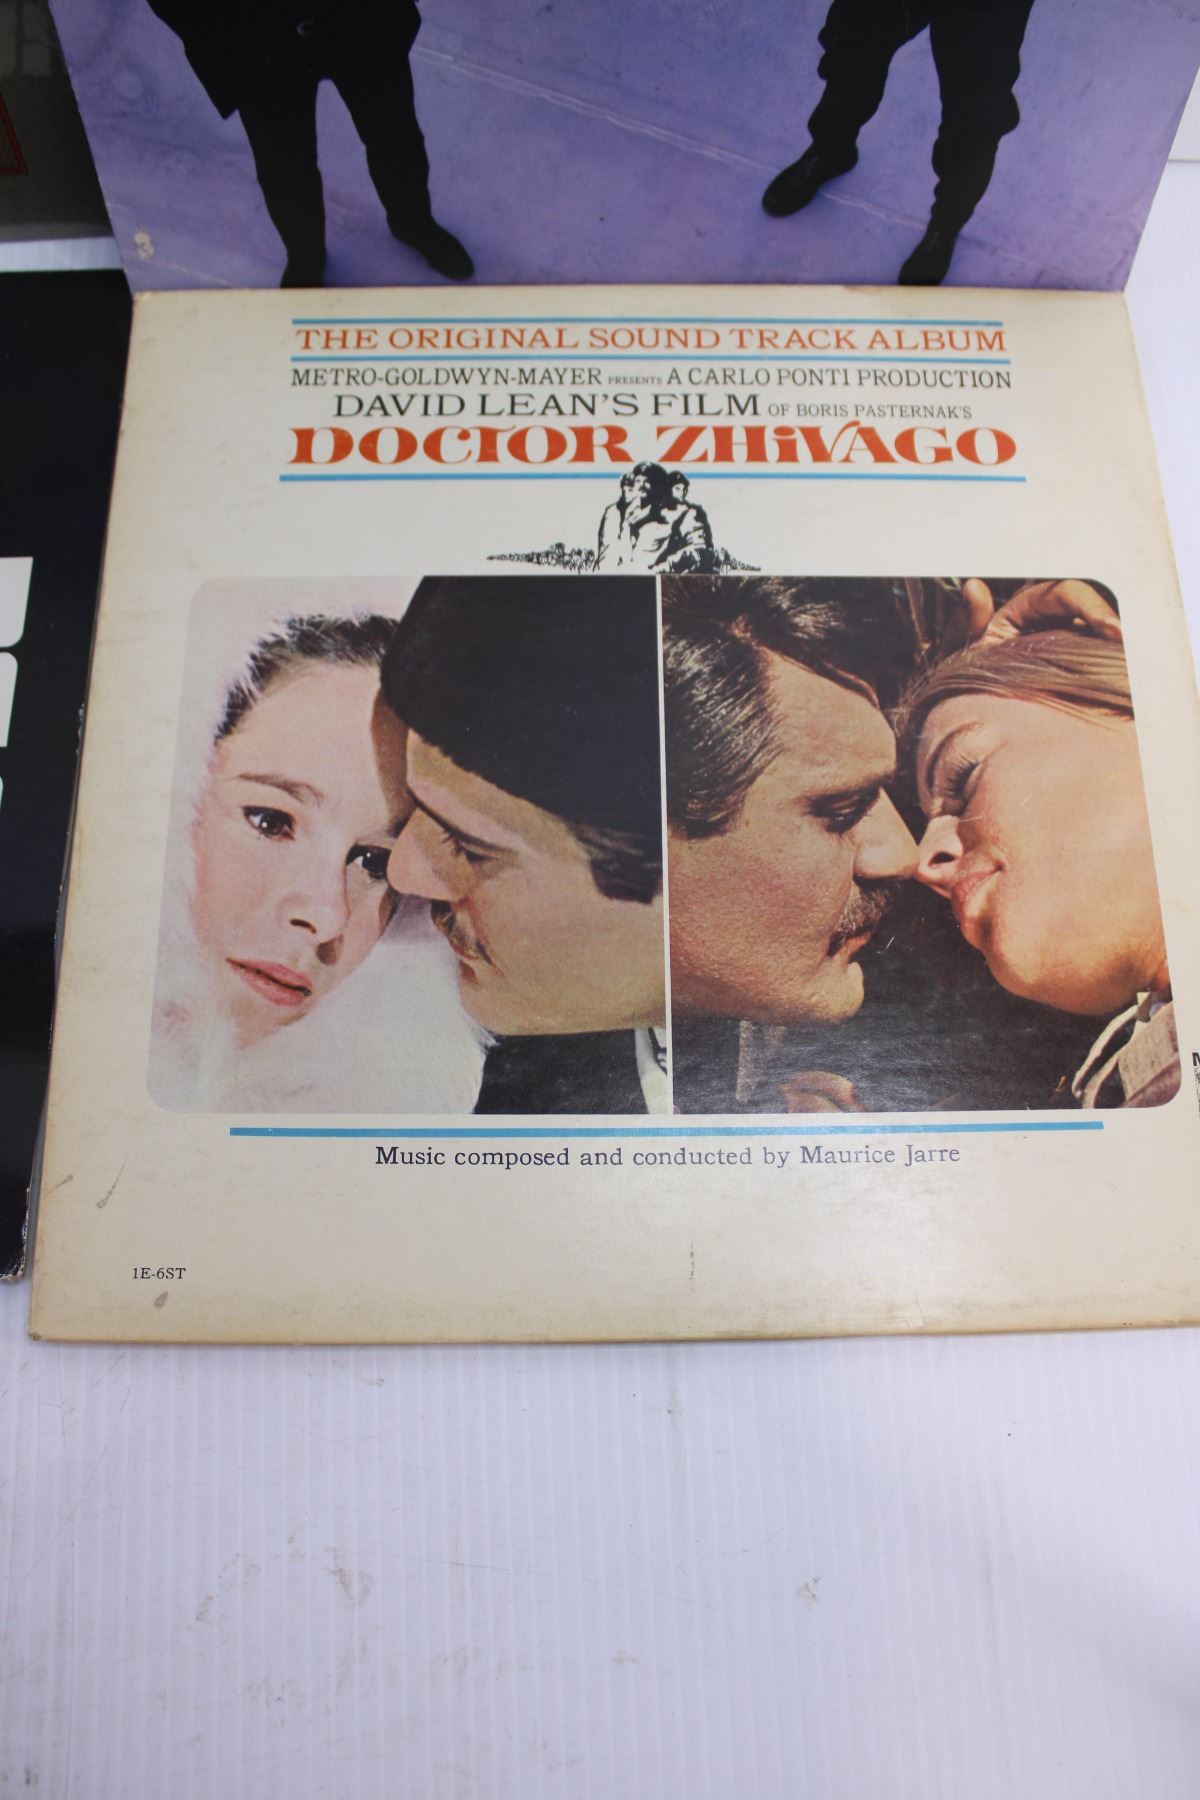 THE ORIGINAL SOUND TRACK ALBUM
METRO-GOLDWYN-MAYER PRESENTS A CARLO PONTI PRODUCTION
DAVID LEAN'S FILM OF BORIS PASTERNAK'S
DOCTOR ZHiVAGO
Music composed and conducted by Maurice Jarre
1E-6ST